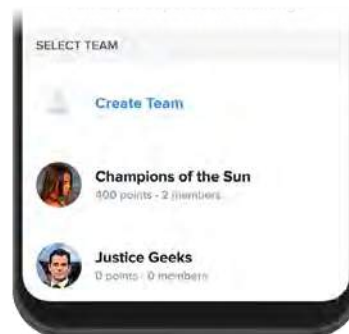 SELECT TEAM
Create Team
Champions of the Sun
400 points - 2 members
Justice Geeks
0 points - 0 members